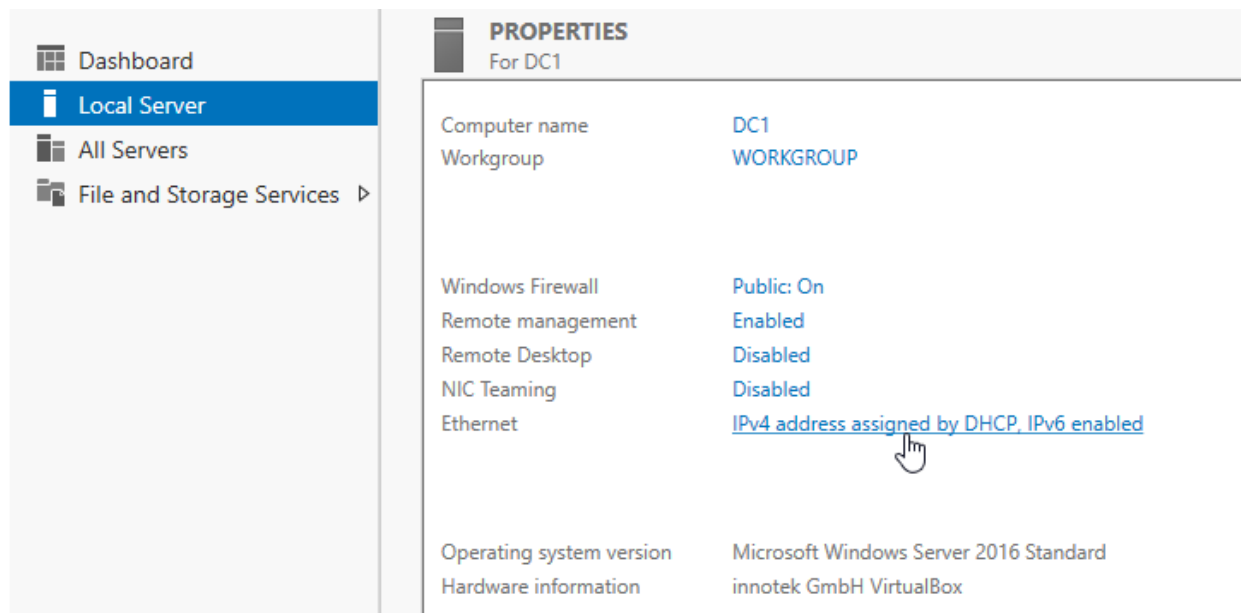 Dashboard
Local Server
All Servers
File and Storage Services
PROPERTIES
For DC1
Computer name DC1
Workgroup WORKGROUP
Windows Firewall Public: On
Remote management Enabled
Remote Desktop Disabled
NIC Teaming Disabled
Ethernet IPv4 address assigned by DHCP, IPv6 enabled
Operating system version Microsoft Windows Server 2016 Standard
Hardware information innotek GmbH VirtualBox